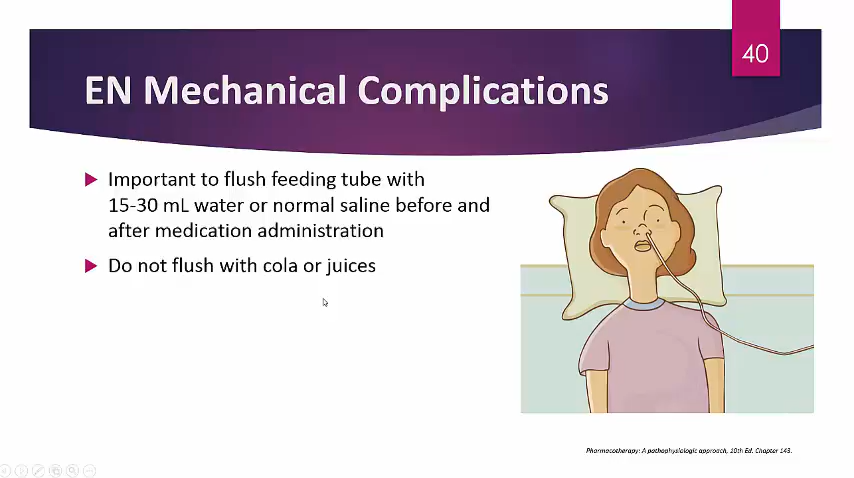 40
EN Mechanical Complications
Important to flush feeding tube with
15-30 mL water or normal saline before and
after medication administration
Do not flush with cola or juices
Pharmacotherapy: A pathophysiologic approach, 10th Ed. Chapter 143.